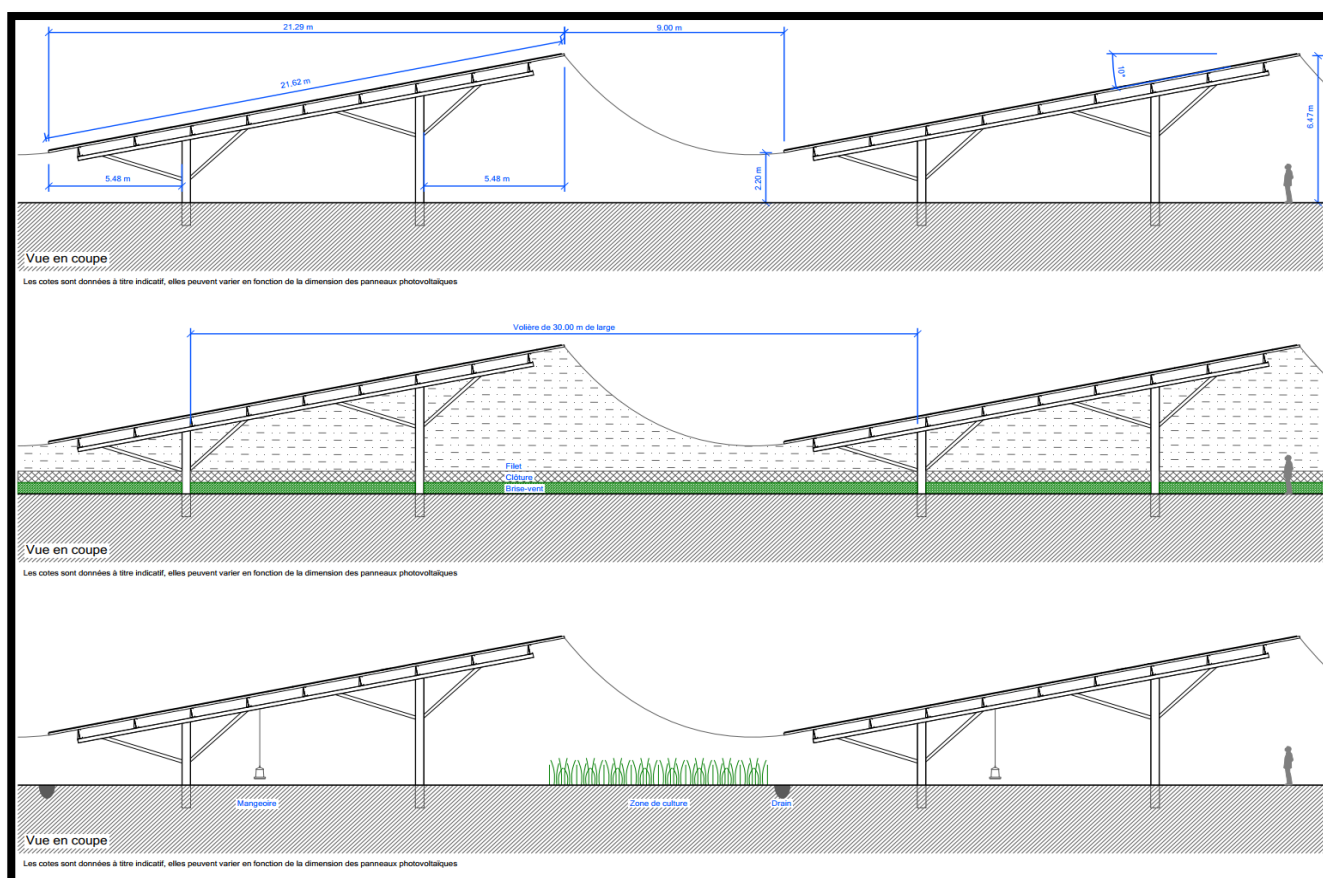 21.29 m
9.00 m
21.62 m
10°
6.47 m
5.48 m
5.48 m
2.20 m
Vue en coupe
Les cotes sont données à titre indicatif, elles peuvent varier en fonction de la dimension des panneaux photovoltaïques
Volière de 30.00 m de large
Filet
Clôture
Brise-vent
Vue en coupe
Les cotes sont données à titre indicatif, elles peuvent varier en fonction de la dimension des panneaux photovoltaïques
Mangeoire
Zone de culture
Drain
Vue en coupe
Les cotes sont données à titre indicatif, elles peuvent varier en fonction de la dimension des panneaux photovoltaïques